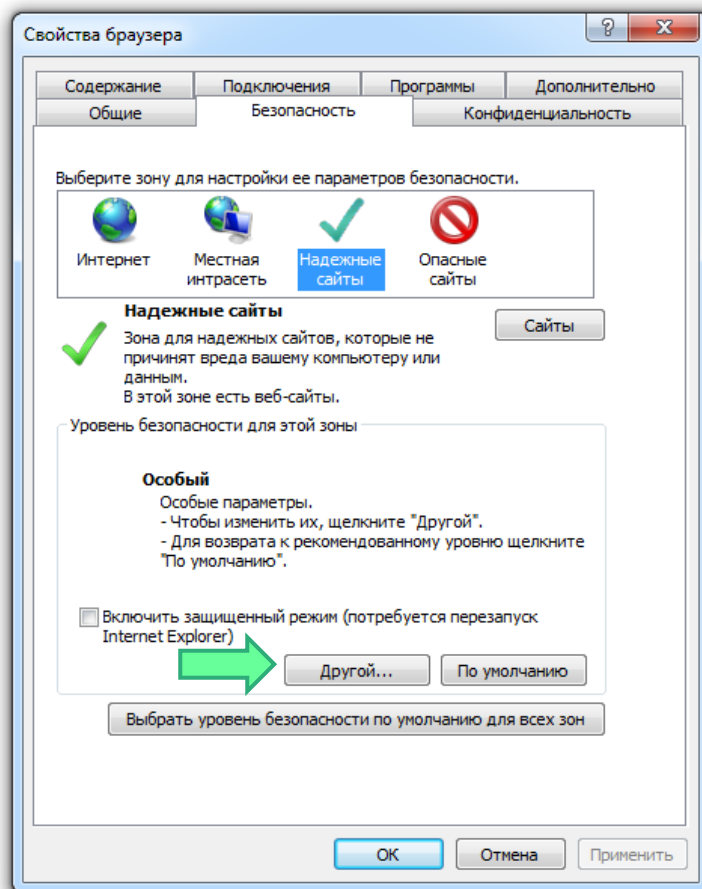 Свойства браузера
Содержание
Подключения
Программы
Дополнительно
Общие
Безопасность
Конфиденциальность
Выберите зону для настройки ее параметров безопасности.
Интернет
Местная
интрасеть
Надежные
сайты
Опасные
сайты
Надежные сайты
Сайты
Зона для надежных сайтов, которые не
причинят вреда вашему компьютеру или
данным.
В этой зоне есть веб-сайты.
Уровень безопасности для этой зоны
Особый
Особые параметры.
- Чтобы изменить их, щелкните "Другой".
- Для возврата к рекомендованному уровню щелкните
"По умолчанию".
Включить защищенный режим (потребуется перезапуск
Internet Explorer)
Другой...
По умолчанию
Выбрать уровень безопасности по умолчанию для всех зон
ОК
Отмена
Применить